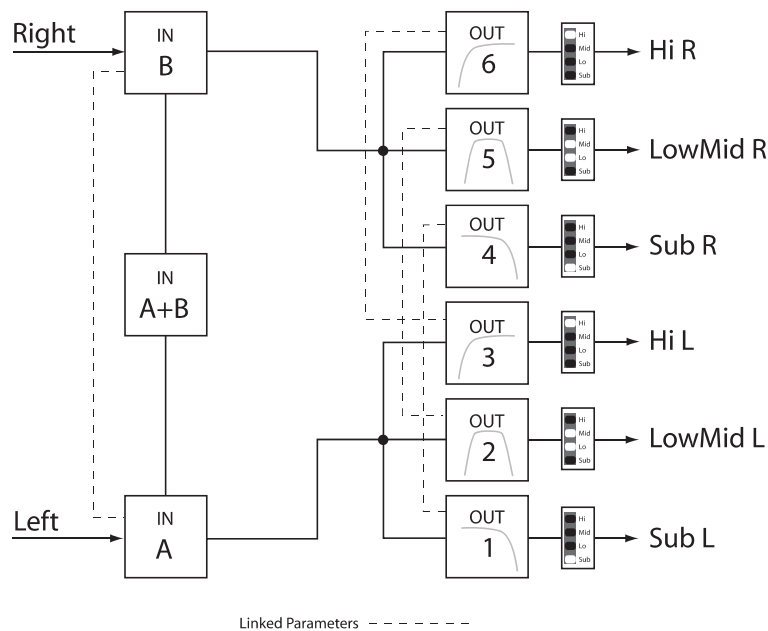 Right
IN
B
OUT
6
Hi
Mid
Lo
Sub
Hi R
OUT
5
Hi
Mid
Lo
Sub
LowMid R
OUT
4
Hi
Mid
Lo
Sub
Sub R
IN
A+B
OUT
3
Hi
Mid
Lo
Sub
Hi L
OUT
2
Hi
Mid
Lo
Sub
LowMid L
Left
IN
A
OUT
1
Hi
Mid
Lo
Sub
Sub L
Linked Parameters